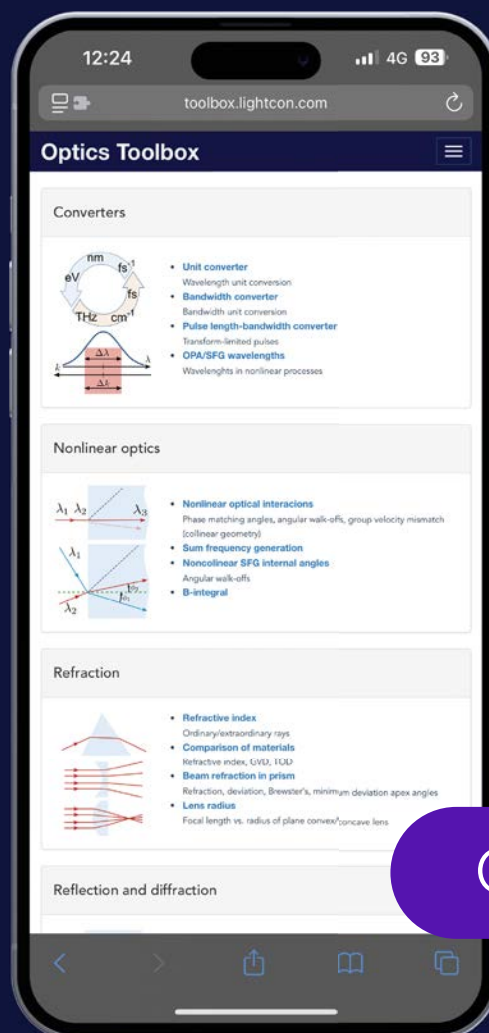 12:24
4G 93
toolbox.lightcon.com
Optics Toolbox
Converters
nm
fs⁻¹
eV
fs
THz cm⁻¹
Δλ
λ
k
Δk
• Unit converter
Wavelength unit conversion
• Bandwidth converter
Bandwidth unit conversion
• Pulse length-bandwidth converter
Transform-limited pulses
• OPA/SFG wavelengths
Wavelenghts in nonlinear processes
Nonlinear optics
λ₁ λ₂ λ₃
λ₁
λ₂
• Nonlinear optical interacions
Phase matching angles, angular walk-offs, group velocity mismatch
(collinear geometry)
• Sum frequency generation
• Noncolinear SFG internal angles
Angular walk-offs
• B-integral
Refraction
• Refractive index
Ordinary/extraordinary rays
• Comparison of materials
Refractive index, GVD, TOD
• Beam refraction in prism
Refraction, deviation, Brewster's, minimum deviation apex angles
• Lens radius
Focal length vs. radius of plane convex/concave lens
Reflection and diffraction